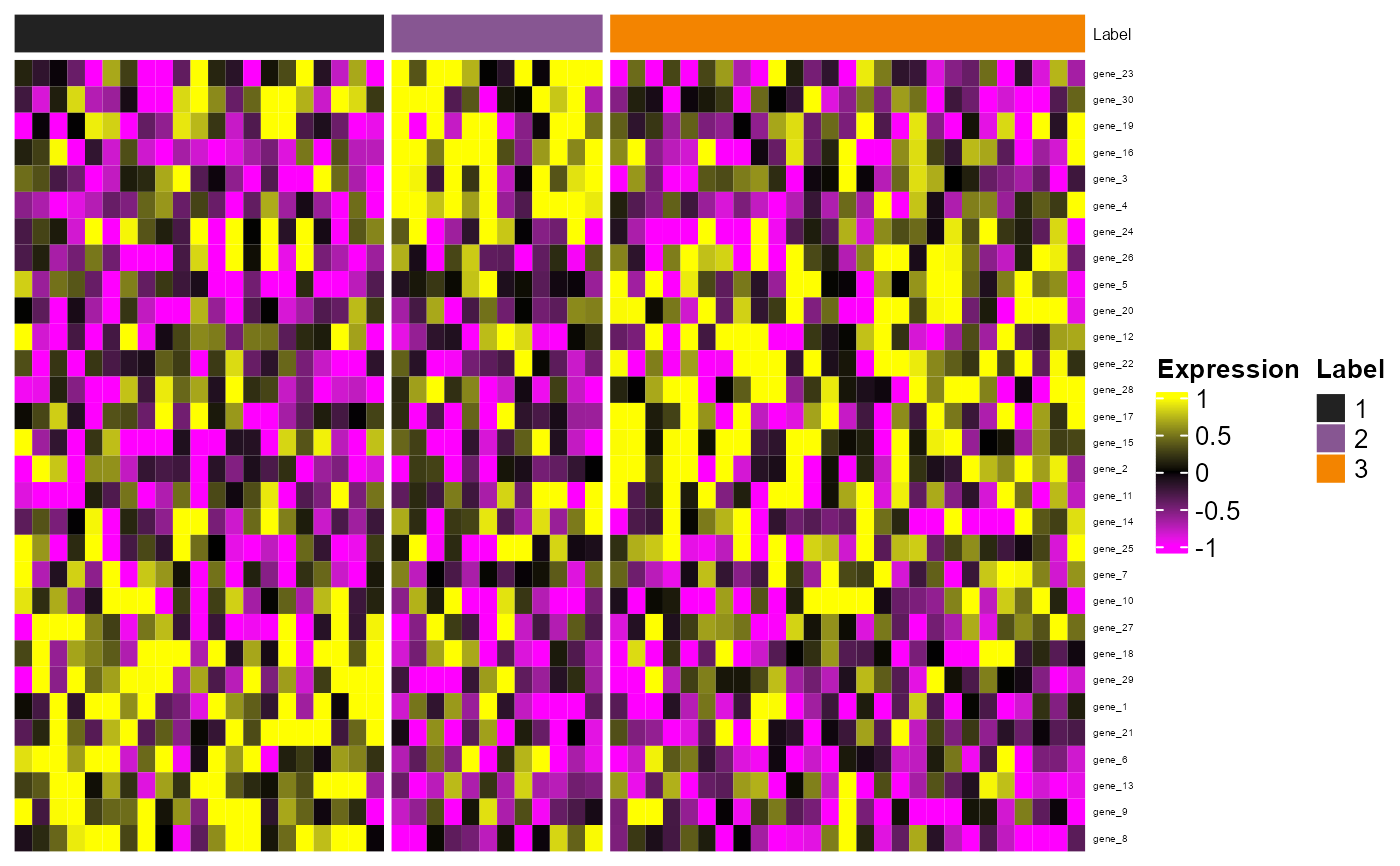 Label
gene_23
gene_30
gene_19
gene_16
gene_3
gene_4
gene_24
gene_26
gene_5
gene_20
gene_12
gene_22
gene_28
gene_17
gene_15
gene_2
gene_11
gene_14
gene_25
gene_7
gene_10
gene_27
gene_18
gene_29
gene_1
gene_21
gene_6
gene_13
gene_9
gene_8
Expression
1
0.5
0
-0.5
-1
Label
1
2
3